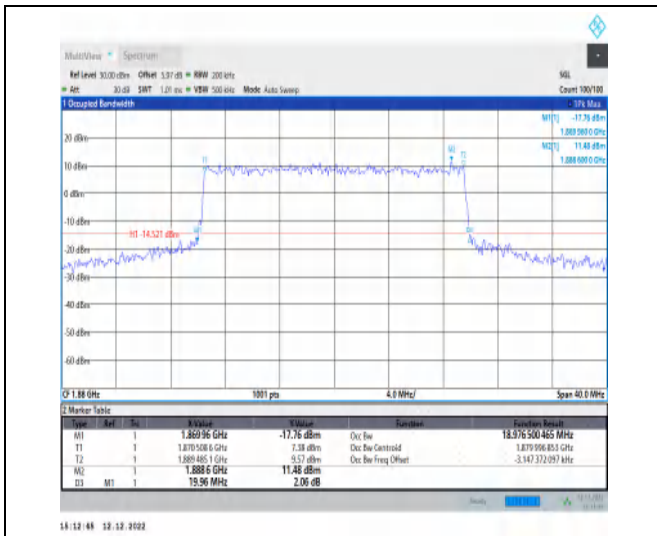 MultiView Spectrum
Ref Level 30.00 dBm Offset 5.37 dB RBW 200 kHz SGL
Att 30 dB SWT 1.01 ms VBW 500 kHz Mode Auto Sweep Count 100/100
1 Occupied Bandwidth 1Pk Max
M1[1] -17.76 dBm
1.869 960 0 GHz
20 dBm M2[1] 11.48 dBm
1.888 600 0 GHz
M2
T1 T2
10 dBm
0 dBm
-10 dBm
H1 -14.521 dBm
-20 dBm
-30 dBm
-40 dBm
-50 dBm
-60 dBm
CF 1.88 GHz 1001 pts 4.0 MHz/ Span 40.0 MHz
2 Marker Table
Type Ref Trc X-Value Y-Value Function Function Result
M1 1 1.86996 GHz -17.76 dBm Occ Bw 18.976 500 465 MHz
T1 1 1.870 508 6 GHz 7.38 dBm Occ Bw Centroid 1.879 996 853 GHz
T2 1 1.889 485 1 GHz 9.57 dBm Occ Bw Freq Offset -3.147 372 097 kHz
M2 1 1.8886 GHz 11.48 dBm
D3 M1 1 19.96 MHz 2.06 dB
Ready
15:12:45 12.12.2022